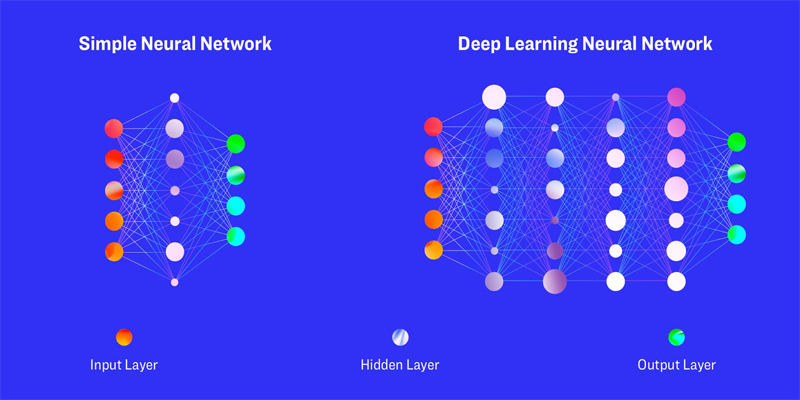 Simple Neural Network
Deep Learning Neural Network
Input Layer
Hidden Layer
Output Layer